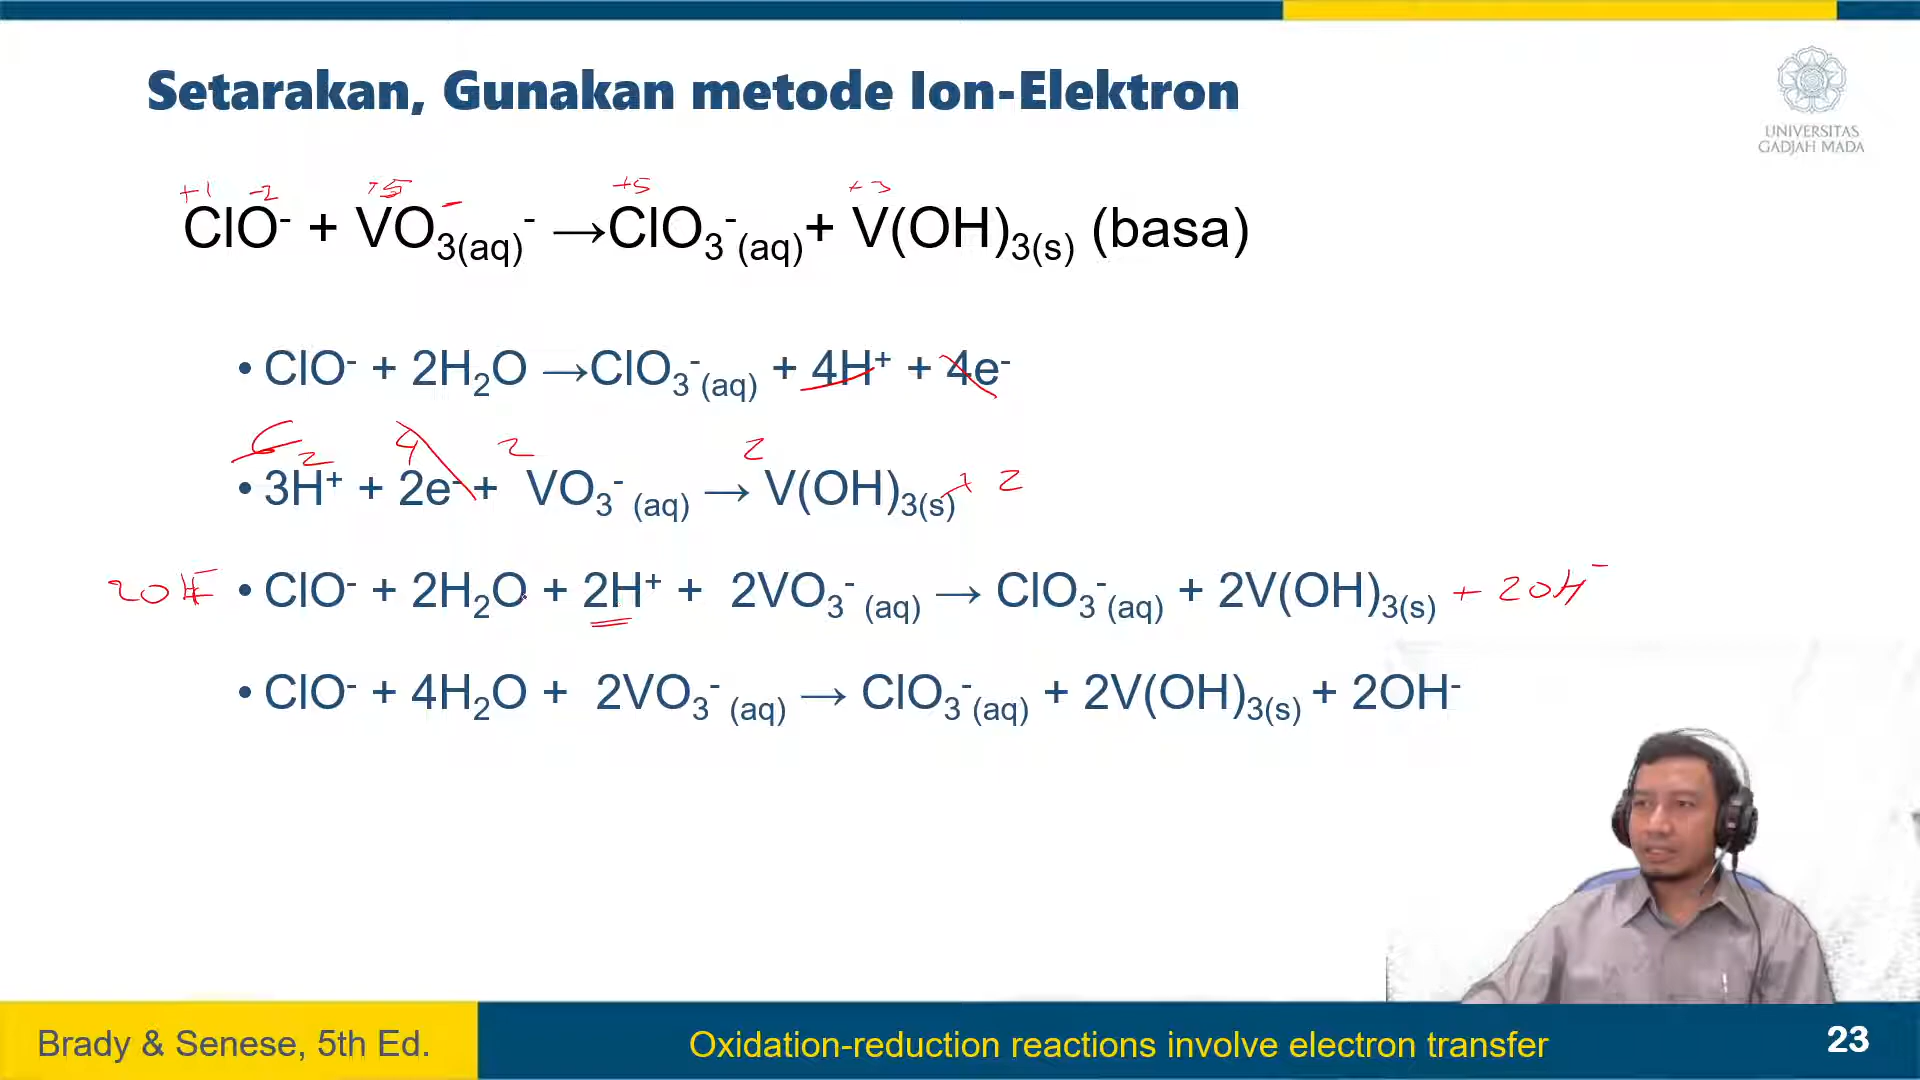 Setarakan, Gunakan metode Ion-Elektron
UNIVERSITAS
GADJAH MADA
+1 -2 +5 - +5 +3
ClO⁻ + VO₃₍aq₎⁻ →ClO₃⁻₍aq₎+ V(OH)₃₍s₎ (basa)
• ClO⁻ + 2H₂O →ClO₃⁻₍aq₎ + 4H⁺ + 4e⁻
6 2 4 2 2
• 3H⁺ + 2e⁻ + VO₃⁻ ₍aq₎ → V(OH)₃₍s₎ + 2
2OH⁻ • ClO⁻ + 2H₂O + 2H⁺ + 2VO₃⁻ ₍aq₎ → ClO₃⁻₍aq₎ + 2V(OH)₃₍s₎ + 2OH⁻
• ClO⁻ + 4H₂O + 2VO₃⁻ ₍aq₎ → ClO₃⁻₍aq₎ + 2V(OH)₃₍s₎ + 2OH⁻
Brady & Senese, 5th Ed.
Oxidation-reduction reactions involve electron transfer
23